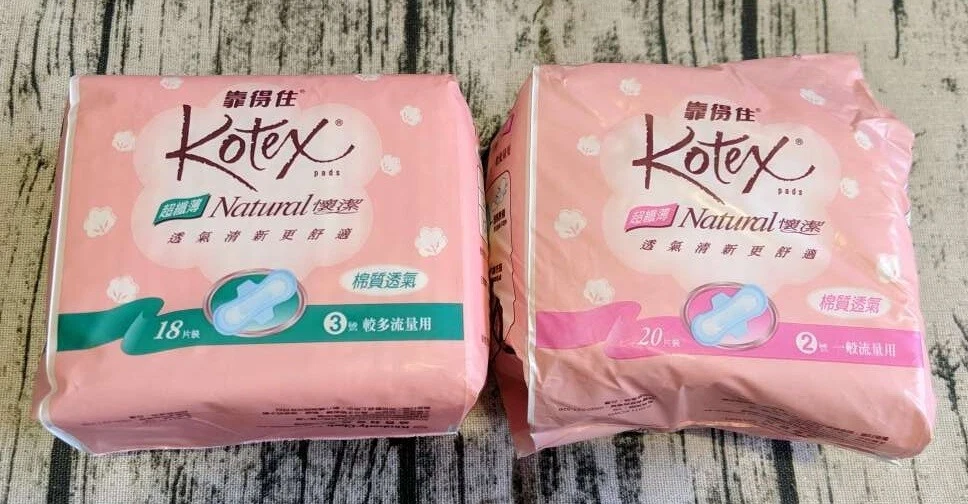 靠得住®
Kotex®
pads
超纖薄 Natural 懷潔
透氣清新更舒適
棉質透氣
18片裝
3號 較多流量用
靠得住®
Kotex®
pads
超纖薄 Natural 懷潔
透氣清新更舒適
棉質透氣
20片裝
2號 一般流量用